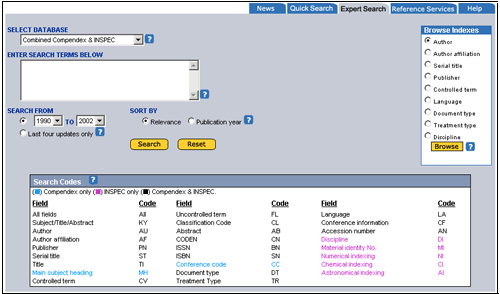 News Quick Search Expert Search Reference Services Help
SELECT DATABASE
Combined Compendex & INSPEC ?
ENTER SEARCH TERMS BELOW
?
SEARCH FROM SORT BY
1990 TO 2002 ? Relevance Publication year ?
Last four updates only ?
Search Reset
Browse Indexes
Author
Author affiliation
Serial title
Publisher
Controlled term
Language
Document type
Treatment type
Discipline
Browse ?
Search Codes ?
( ) Compendex only ( ) INSPEC only ( ) Compendex & INSPEC.
Field Code Field Code Field Code
All fields All Uncontrolled term FL Language LA
Subject/Title/Abstract KY Classification Code CL Conference information CF
Author AU Abstract AB Accession number AN
Author affiliation AF CODEN CN Discipline DI
Publisher PN ISSN BN Material identity No. MI
Serial title ST ISBN SN Numerical indexing NI
Title TI Conference code CC Chemical indexing CI
Main subject heading MH Document type DT Astronomical indexing AI
Controlled term CV Treatment Type TR